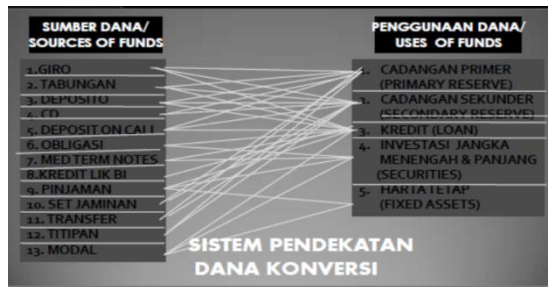 SUMBER DANA/
SOURCES OF FUNDS
1.GIRO
2. TABUNGAN
3. DEPOSITO
4. CD
5. DEPOSIT ON CALL
6. OBLIGASI
7. MED TERM NOTES
8.KREDIT LIK BI
9. PINJAMAN
10. SET JAMINAN
11. TRANSFER
12. TITIPAN
13. MODAL
PENGGUNAAN DANA/
USES OF FUNDS
1. CADANGAN PRIMER
(PRIMARY RESERVE)
2. CADANGAN SEKUNDER
(SECONDARY RESERVE)
3. KREDIT (LOAN)
4. INVESTASI JANGKA
MENENGAH & PANJANG
(SECURITIES)
5. HARTA TETAP
(FIXED ASSETS)
SISTEM PENDEKATAN
DANA KONVERSI